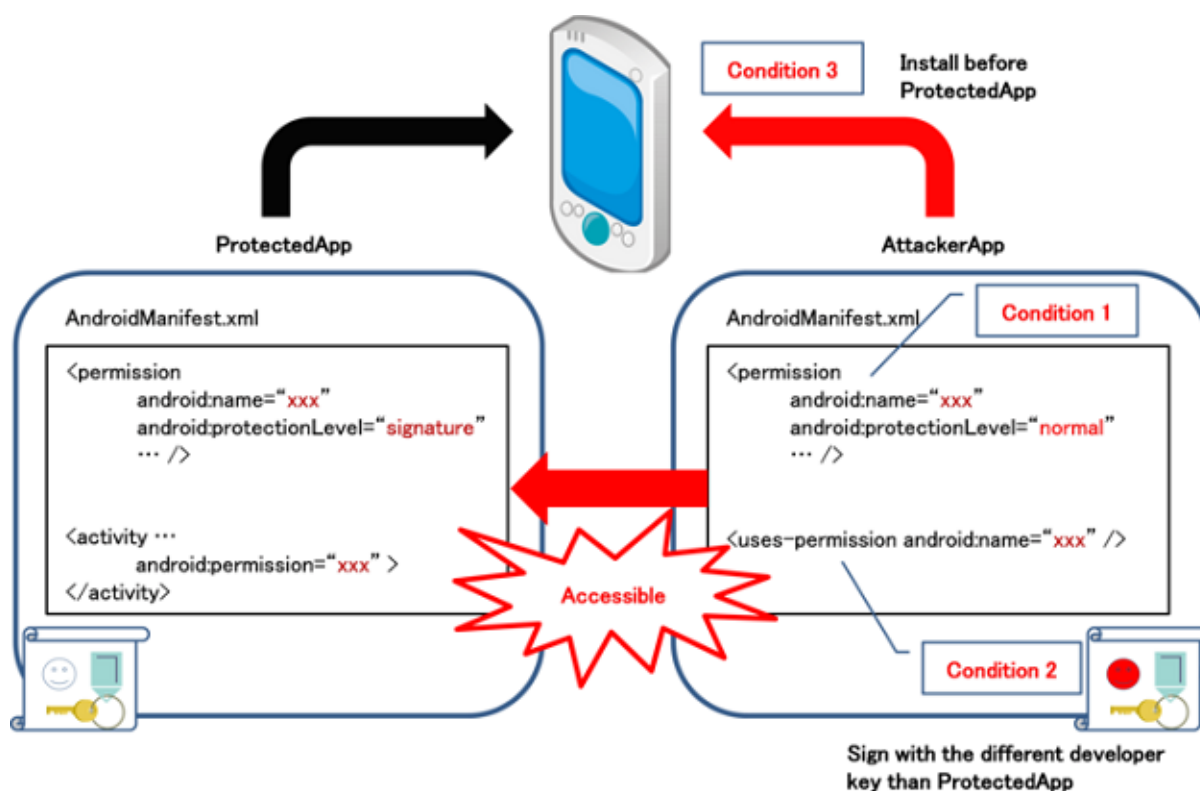 Condition 3
Install before
ProtectedApp
ProtectedApp
AttackerApp
AndroidManifest.xml
<permission
android:name=“xxx”
android:protectionLevel=“signature”
… />
<activity …
android:permission=“xxx” >
</activity>
AndroidManifest.xml
Condition 1
<permission
android:name=“xxx”
android:protectionLevel=“normal”
… />
<uses-permission android:name=“xxx” />
Accessible
Condition 2
Sign with the different developer
key than ProtectedApp